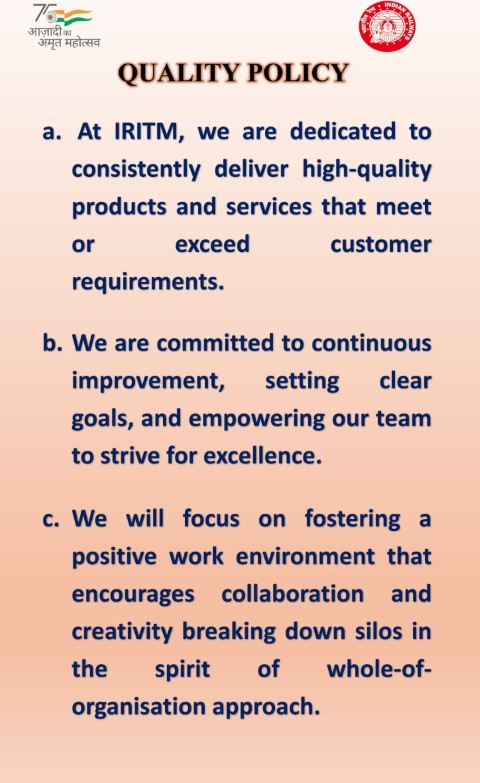 75
आज़ादी का
अमृत महोत्सव
भारतीय रेल INDIAN RAILWAYS
QUALITY POLICY
a. At IRITM, we are dedicated to
consistently deliver high-quality
products and services that meet
or exceed customer
requirements.
b. We are committed to continuous
improvement, setting clear
goals, and empowering our team
to strive for excellence.
c. We will focus on fostering a
positive work environment that
encourages collaboration and
creativity breaking down silos in
the spirit of whole-of-
organisation approach.